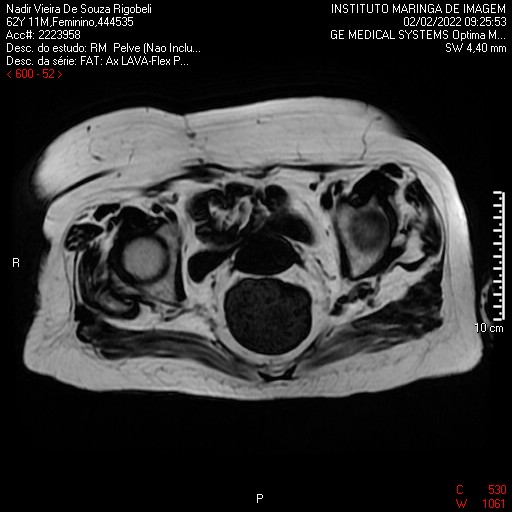 Nadir Vieira De Souza Rigobeli
62Y 11M,Feminino,444535
Acc#: 2223958
Desc. do estudo: RM Pelve (Nao Inclu...
Desc. da série: FAT: Ax LAVA-Flex P...
< 600 - 52 >
INSTITUTO MARINGA DE IMAGEM
02/02/2022 09:25:53
GE MEDICAL SYSTEMS Optima M...
SW 4,40 mm
R
10 cm
P
C 530
W 1061